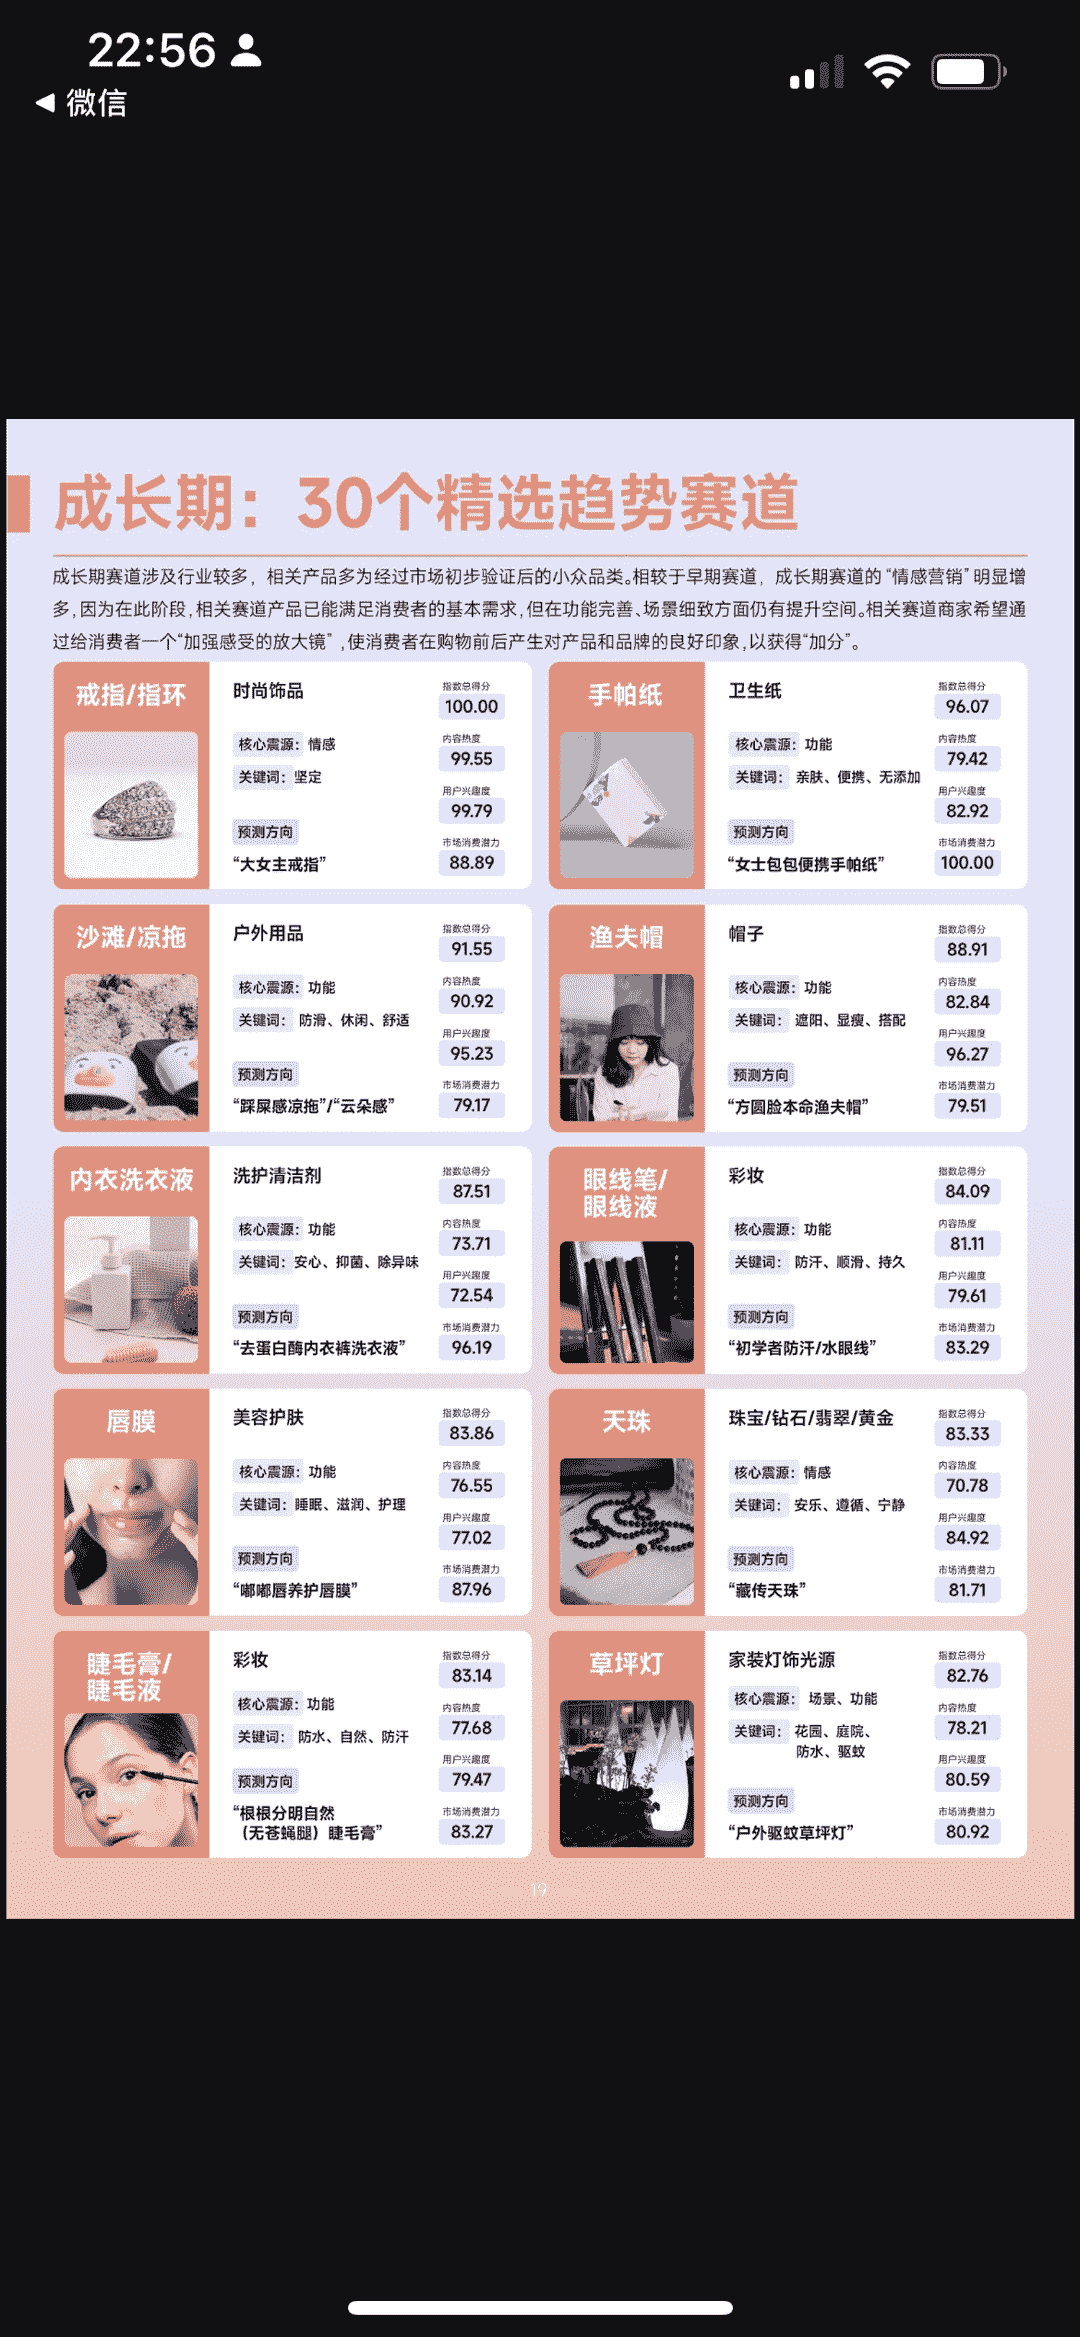 22:56
微信
成长期：30个精选趋势赛道
成长期赛道涉及行业较多，相关产品多为经过市场初步验证后的小众品类。相较于早期赛道，成长期赛道的“情感营销”明显增
多，因为在此阶段，相关赛道产品已能满足消费者的基本需求，但在功能完善、场景细致方面仍有提升空间。相关赛道商家希望通
过给消费者一个“加强感受的放大镜”，使消费者在购物前后产生对产品和品牌的良好印象，以获得“加分”。
戒指/指环
时尚饰品
核心震源：情感
关键词：坚定
预测方向
“大女主戒指”
指数总得分
100.00
内容热度
99.55
用户兴趣度
99.79
市场消费潜力
88.89
手帕纸
卫生纸
核心震源：功能
关键词：亲肤、便携、无添加
预测方向
“女士包包便携手帕纸”
指数总得分
96.07
内容热度
79.42
用户兴趣度
82.92
市场消费潜力
100.00
沙滩/凉拖
户外用品
核心震源：功能
关键词：防滑、休闲、舒适
预测方向
“踩屎感凉拖”/“云朵感”
指数总得分
91.55
内容热度
90.92
用户兴趣度
95.23
市场消费潜力
79.17
渔夫帽
帽子
核心震源：功能
关键词：遮阳、显瘦、搭配
预测方向
“方圆脸本命渔夫帽”
指数总得分
88.91
内容热度
82.84
用户兴趣度
96.27
市场消费潜力
79.51
内衣洗衣液
洗护清洁剂
核心震源：功能
关键词：安心、抑菌、除异味
预测方向
“去蛋白酶内衣裤洗衣液”
指数总得分
87.51
内容热度
73.71
用户兴趣度
72.54
市场消费潜力
96.19
眼线笔/
眼线液
彩妆
核心震源：功能
关键词：防汗、顺滑、持久
预测方向
“初学者防汗/水眼线”
指数总得分
84.09
内容热度
81.11
用户兴趣度
79.61
市场消费潜力
83.29
唇膜
美容护肤
核心震源：功能
关键词：睡眠、滋润、护理
预测方向
“嘟嘟唇养护唇膜”
指数总得分
83.86
内容热度
76.55
用户兴趣度
77.02
市场消费潜力
87.96
天珠
珠宝/钻石/翡翠/黄金
核心震源：情感
关键词：安乐、遵循、宁静
预测方向
“藏传天珠”
指数总得分
83.33
内容热度
70.78
用户兴趣度
84.92
市场消费潜力
81.71
睫毛膏/
睫毛液
彩妆
核心震源：功能
关键词：防水、自然、防汗
预测方向
“根根分明自然
（无苍蝇腿）睫毛膏”
指数总得分
83.14
内容热度
77.68
用户兴趣度
79.47
市场消费潜力
83.27
草坪灯
家装灯饰光源
核心震源：场景、功能
关键词：花园、庭院、
防水、驱蚊
预测方向
“户外驱蚊草坪灯”
指数总得分
82.76
内容热度
78.21
用户兴趣度
80.59
市场消费潜力
80.92
19